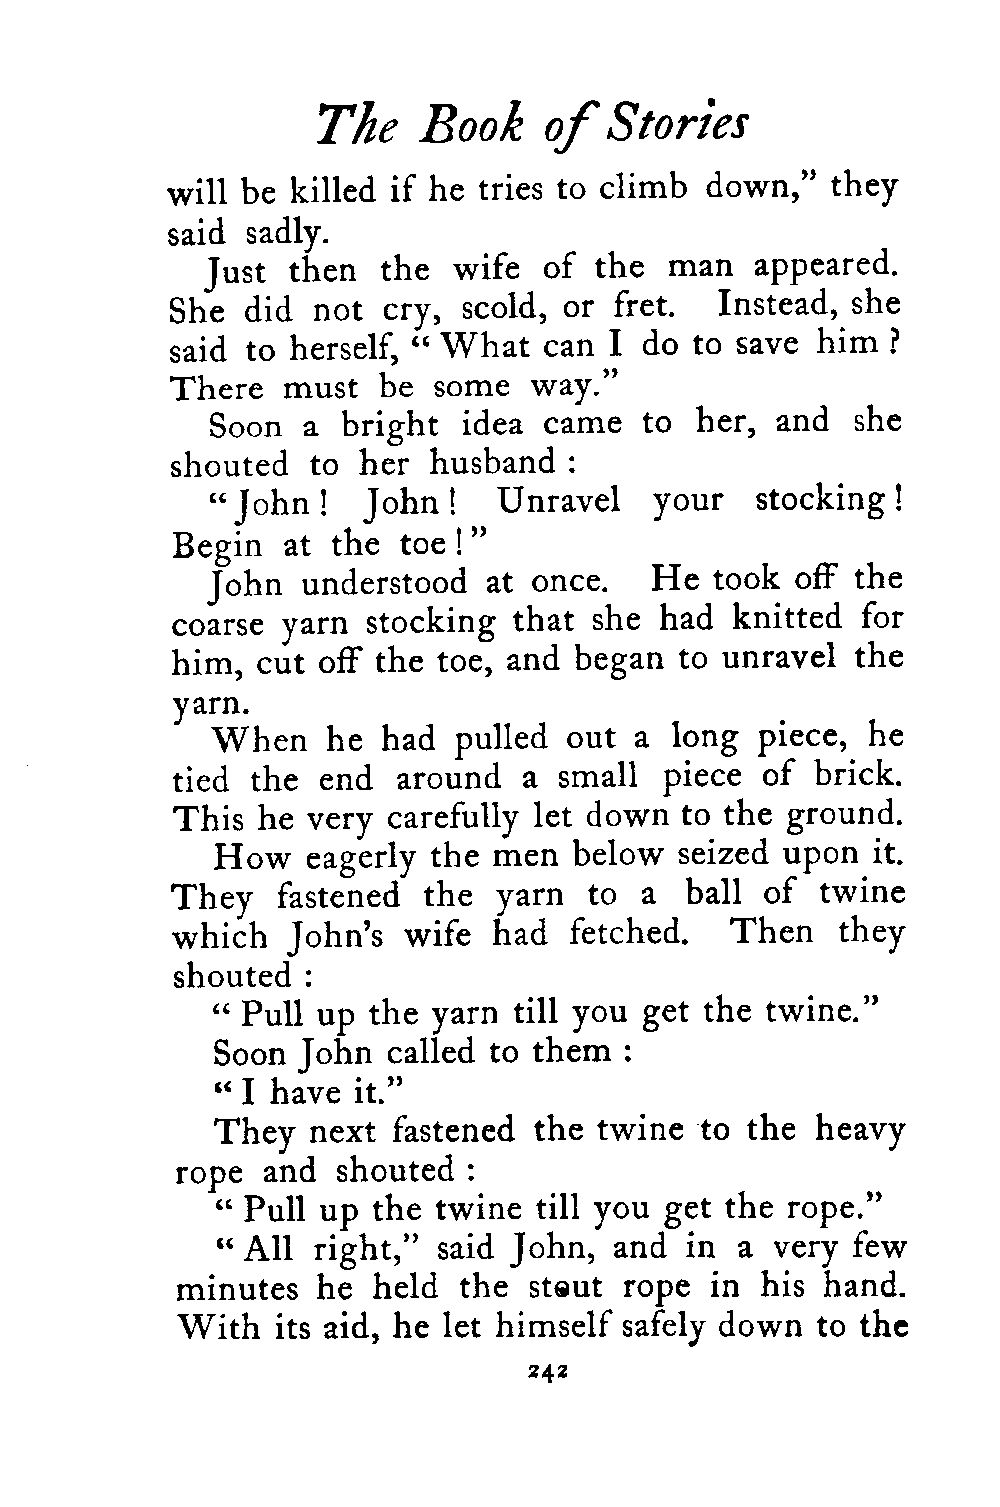 The Book of Stories
will be killed if he tries to climb down,” they
said sadly.
Just then the wife of the man appeared.
She did not cry, scold, or fret. Instead, she
said to herself, “ What can I do to save him ?
There must be some way.”
Soon a bright idea came to her, and she
shouted to her husband :
“ John ! John ! Unravel your stocking !
Begin at the toe ! ”
John understood at once. He took off the
coarse yarn stocking that she had knitted for
him, cut off the toe, and began to unravel the
yarn.
When he had pulled out a long piece, he
tied the end around a small piece of brick.
This he very carefully let down to the ground.
How eagerly the men below seized upon it.
They fastened the yarn to a ball of twine
which John’s wife had fetched. Then they
shouted :
“ Pull up the yarn till you get the twine.”
Soon John called to them :
“ I have it.”
They next fastened the twine to the heavy
rope and shouted :
“ Pull up the twine till you get the rope.”
“ All right,” said John, and in a very few
minutes he held the stout rope in his hand.
With its aid, he let himself safely down to the
242